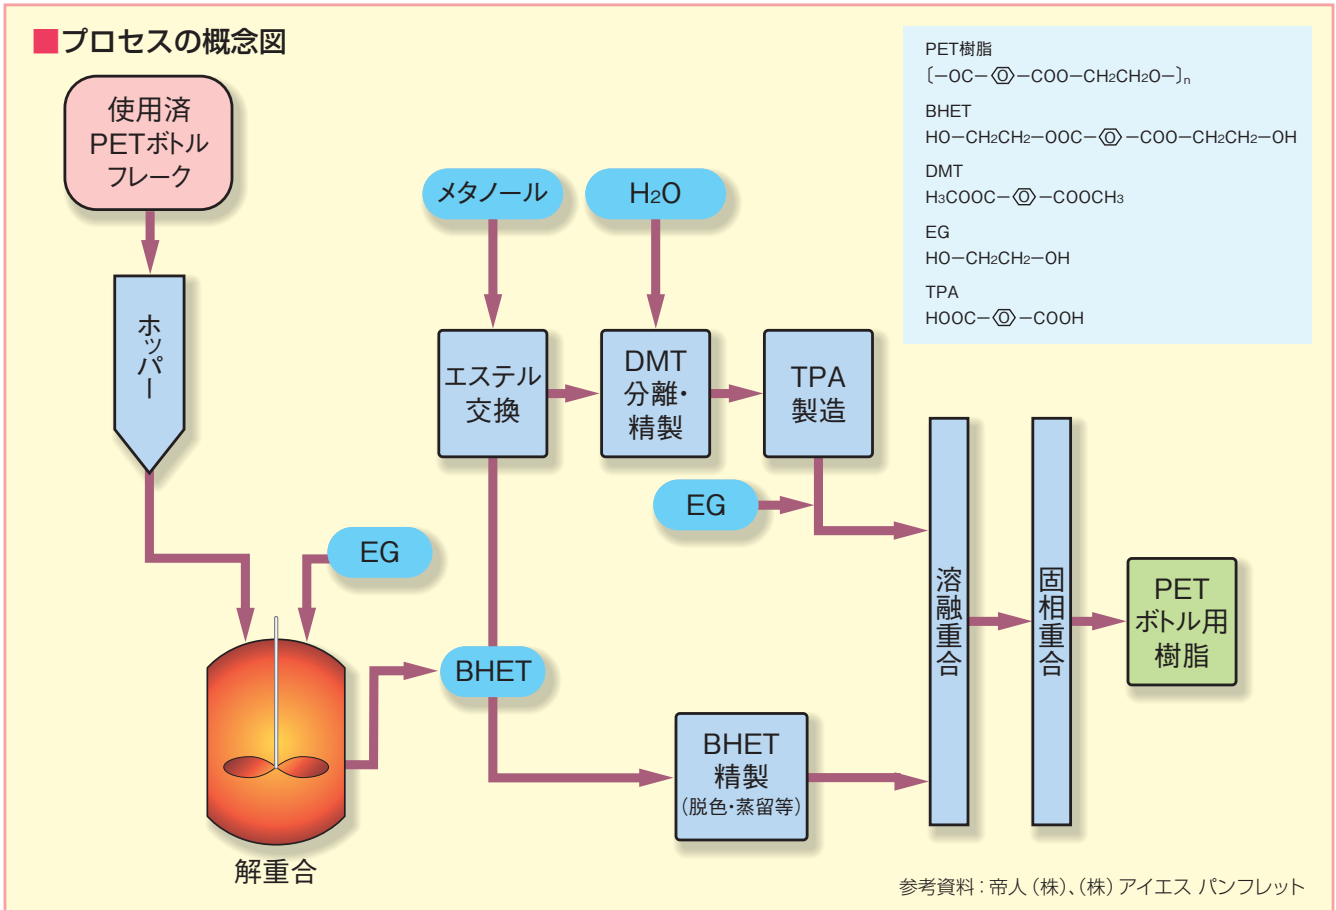 ■プロセスの概念図
使用済
PETボトル
フレーク
ホッパー
EG
解重合
BHET
メタノール
H2O
エステル
交換
DMT
分離・
精製
TPA
製造
EG
BHET
精製
（脱色・蒸留等）
溶融重合
固相重合
PET
ボトル用
樹脂
PET樹脂
〔−OC−O−COO−CH2CH2O−〕n
BHET
HO−CH2CH2−OOC−O−COO−CH2CH2−OH
DMT
H3COOC−O−COOCH3
EG
HO−CH2CH2−OH
TPA
HOOC−O−COOH
参考資料：帝人（株）、（株）アイエス パンフレット